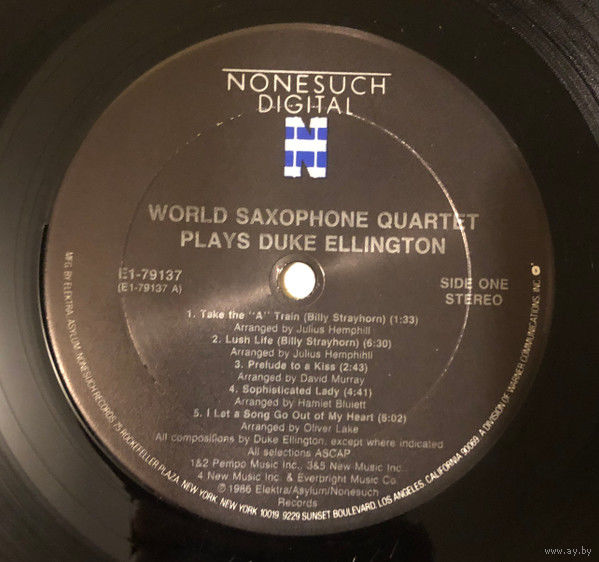 NONESUCH
DIGITAL
N
WORLD SAXOPHONE QUARTET
PLAYS DUKE ELLINGTON
E1-79137
(E1-79137 A)
SIDE ONE
STEREO
1. Take the "A" Train (Billy Strayhorn) (1:33)
Arranged by Julius Hemphill
2. Lush Life (Billy Strayhorn) (6:30)
Arranged by Julius Hemphill
3. Prelude to a Kiss (2:43)
Arranged by David Murray
4. Sophisticated Lady (4:41)
Arranged by Hamiet Bluiett
5. I Let a Song Go Out of My Heart (6:02)
Arranged by Oliver Lake
All compositions by Duke Ellington, except where indicated.
All selections ASCAP
1&2 Pempo Music Inc., 3&5 New Music Inc.,
4 New Music Inc. & Everbright Music Co.
℗ 1986 Elektra/Asylum/Nonesuch
Records
MFG. BY ELEKTRA, ASYLUM, NONESUCH RECORDS, 75 ROCKEFELLER PLAZA, NEW YORK, NEW YORK 10019. 9229 SUNSET BOULEVARD, LOS ANGELES, CALIFORNIA 90069. A DIVISION OF WARNER COMMUNICATIONS, INC.
www.ay.by